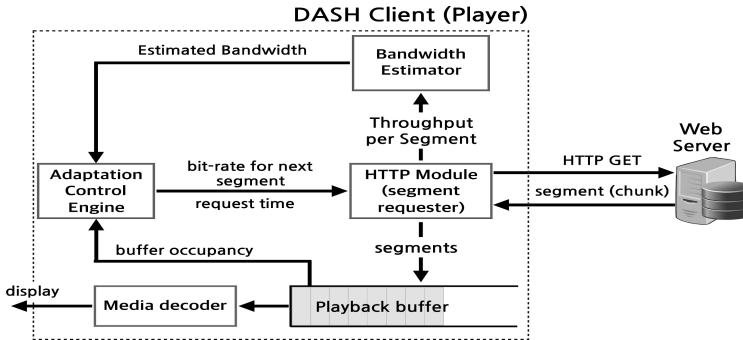 DASH Client (Player)
Estimated Bandwidth
Bandwidth
Estimator
Throughput
per Segment
Web
Server
HTTP GET
segment (chunk)
Adaptation
Control
Engine
bit-rate for next
segment
request time
HTTP Module
(segment
requester)
buffer occupancy
segments
display
Media decoder
Playback buffer